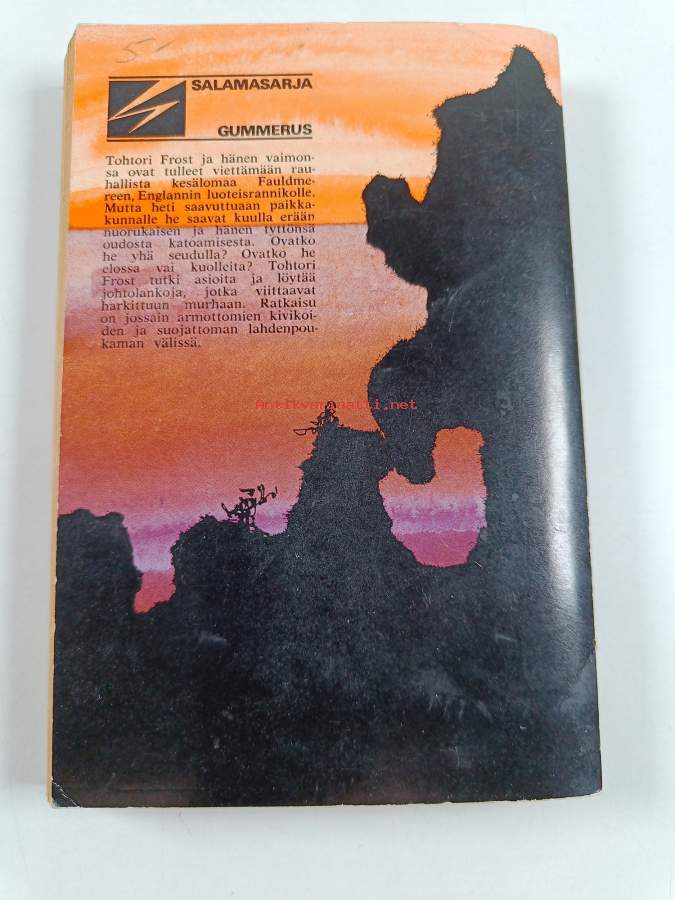 5-
SALAMASARJA
GUMMERUS
Tohtori Frost ja hänen vaimon-
sa ovat tulleet viettämään rau-
hallista kesälomaa Fauldme-
reen, Englannin luoteisrannikolle.
Mutta heti saavuttuaan paikka-
kunnalle he saavat kuulla erään
nuorukaisen ja hänen tyttönsä
oudosta katoamisesta. Ovatko
he yhä seudulla? Ovatko he
elossa vai kuolleita? Tohtori
Frost tutki asioita ja löytää
johtolankoja, jotka viittaavat
harkittuun murhaan. Ratkaisu
on jossain armottomien kivikoi-
den ja suojattoman lahdenpou-
kaman välissä.
Antikvariaatti.net